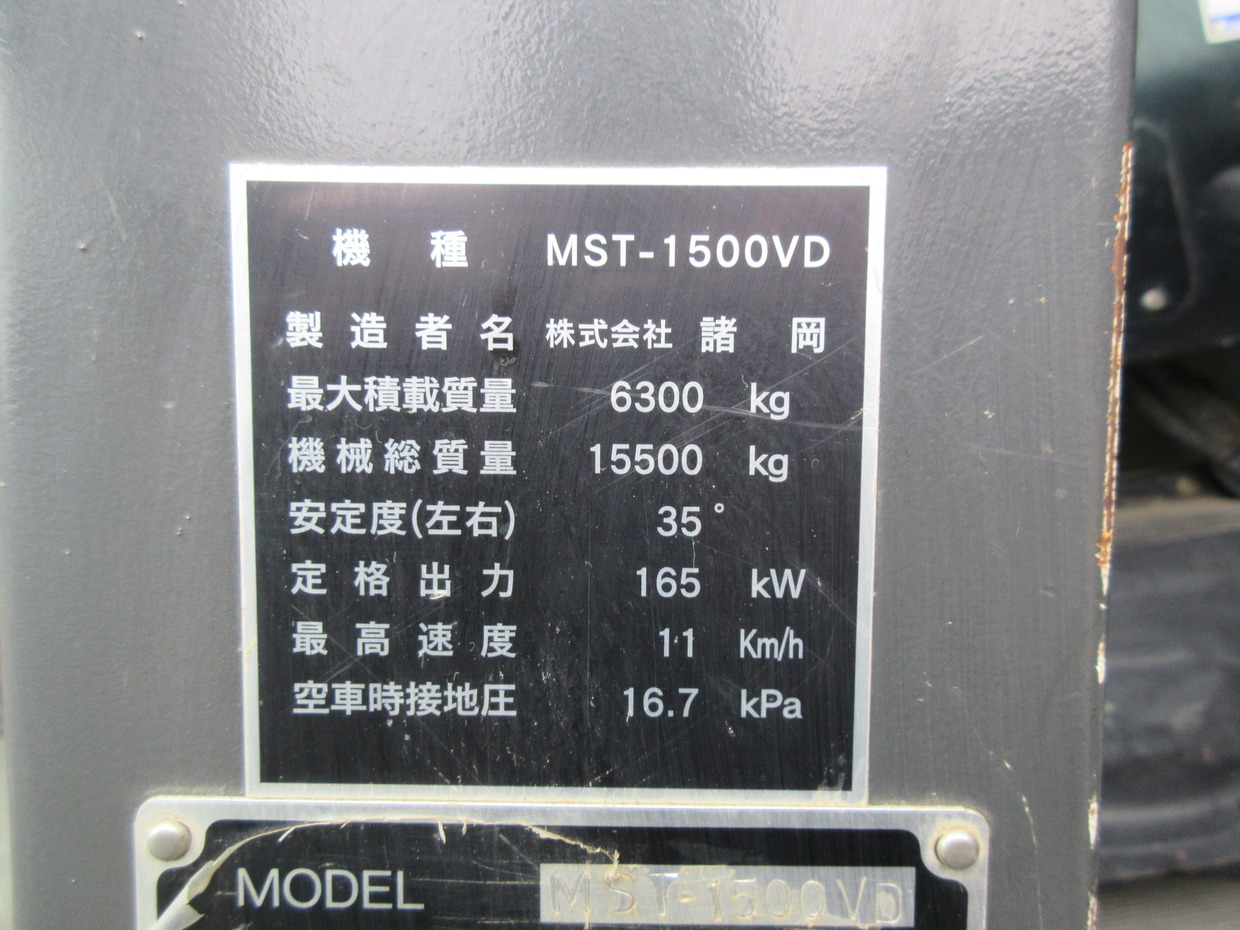 機種 MST-1500VD
製造者名 株式会社 諸岡
最大積載質量 6300 kg
機械総質量 15500 kg
安定度(左右) 35°
定格出力 165 kW
最高速度 11 Km/h
空車時接地圧 16.7 kPa
MODEL MST-1500VD